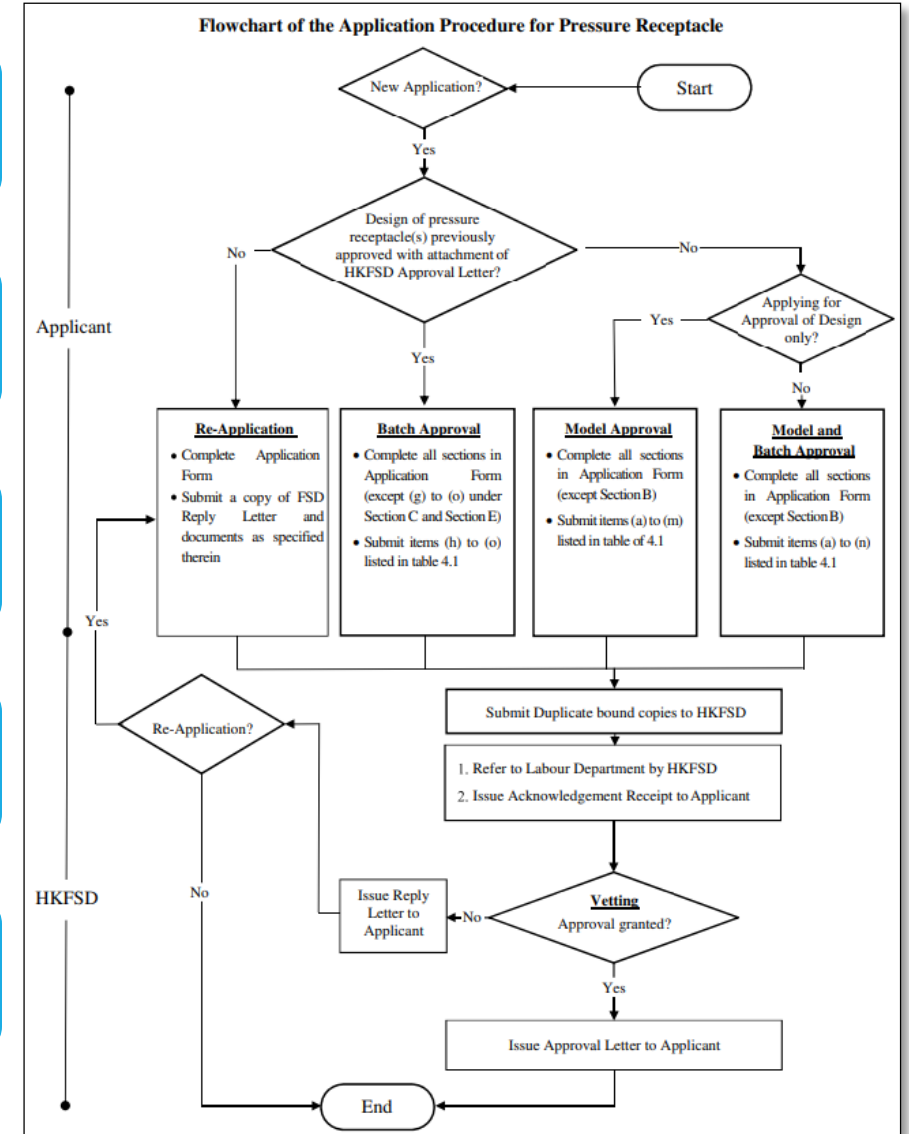 Flowchart of the Application Procedure for Pressure Receptacle
New Application?
Start
Yes
Design of pressure
receptacle(s) previously
approved with attachment of
HKFSD Approval Letter?
No
No
Applying for
Approval of Design
only?
Yes
Applicant
Yes
No
Re-Application
• Complete Application
Form
• Submit a copy of FSD
Reply Letter and
documents as specified
therein
Batch Approval
• Complete all sections in
Application Form
(except (g) to (o) under
Section C and Section E)
• Submit items (h) to (o)
listed in table 4.1
Model Approval
• Complete all sections
in Application Form
(except Section B)
• Submit items (a) to (m)
listed in table of 4.1
Model and
Batch Approval
• Complete all sections
in Application Form
(except Section B)
• Submit items (a) to (n)
listed in table 4.1
Yes
Re-Application?
Submit Duplicate bound copies to HKFSD
1. Refer to Labour Department by HKFSD
2. Issue Acknowledgement Receipt to Applicant
HKFSD
No
Issue Reply
Letter to
Applicant
No
Vetting
Approval granted?
Yes
Issue Approval Letter to Applicant
End